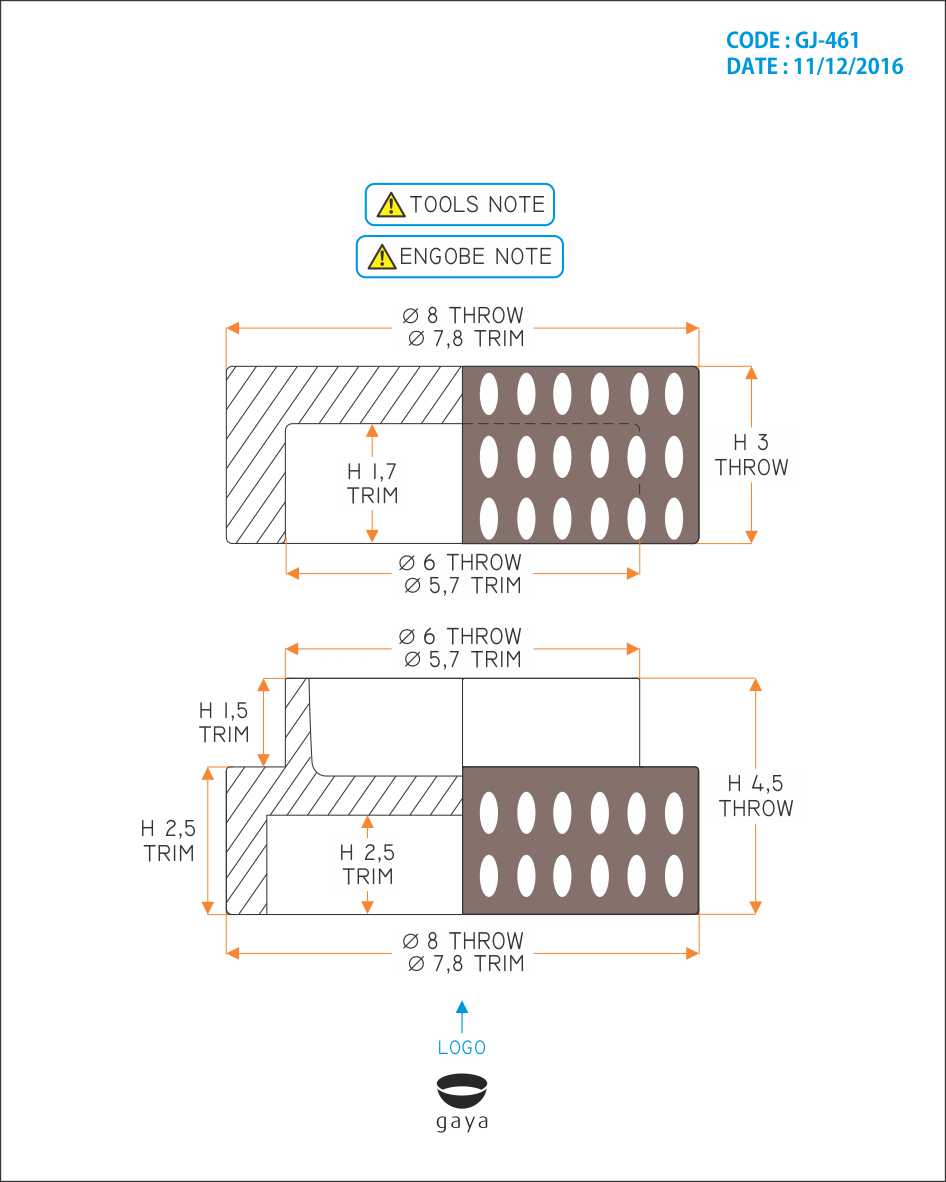 CODE : GJ-461
DATE : 11/12/2016
TOOLS NOTE
ENGOBE NOTE
Ø 8 THROW
Ø 7,8 TRIM
H 3
THROW
H 1,7
TRIM
Ø 6 THROW
Ø 5,7 TRIM
Ø 6 THROW
Ø 5,7 TRIM
H 1,5
TRIM
H 4,5
THROW
H 2,5
TRIM
H 2,5
TRIM
Ø 8 THROW
Ø 7,8 TRIM
LOGO
gaya